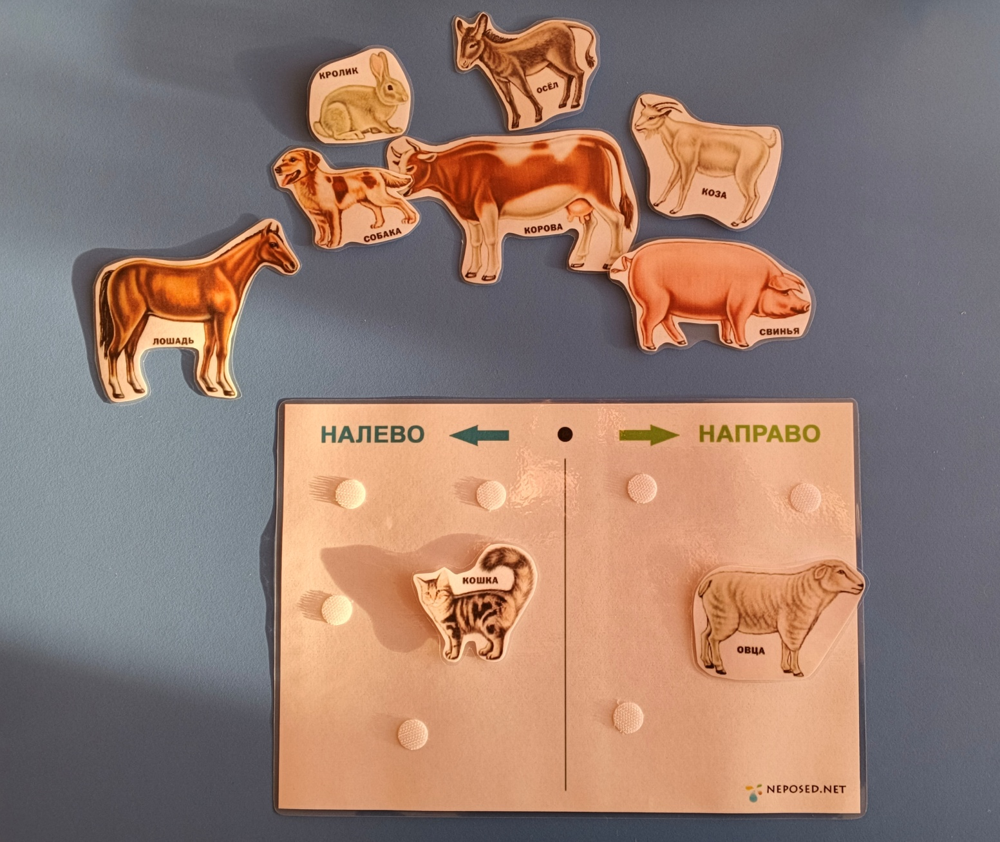 КРОЛИК
ОСЁЛ
КОЗА
СОБАКА
КОРОВА
ЛОШАДЬ
СВИНЬЯ
НАЛЕВО
НАПРАВО
КОШКА
ОВЦА
NEPOSED.NET